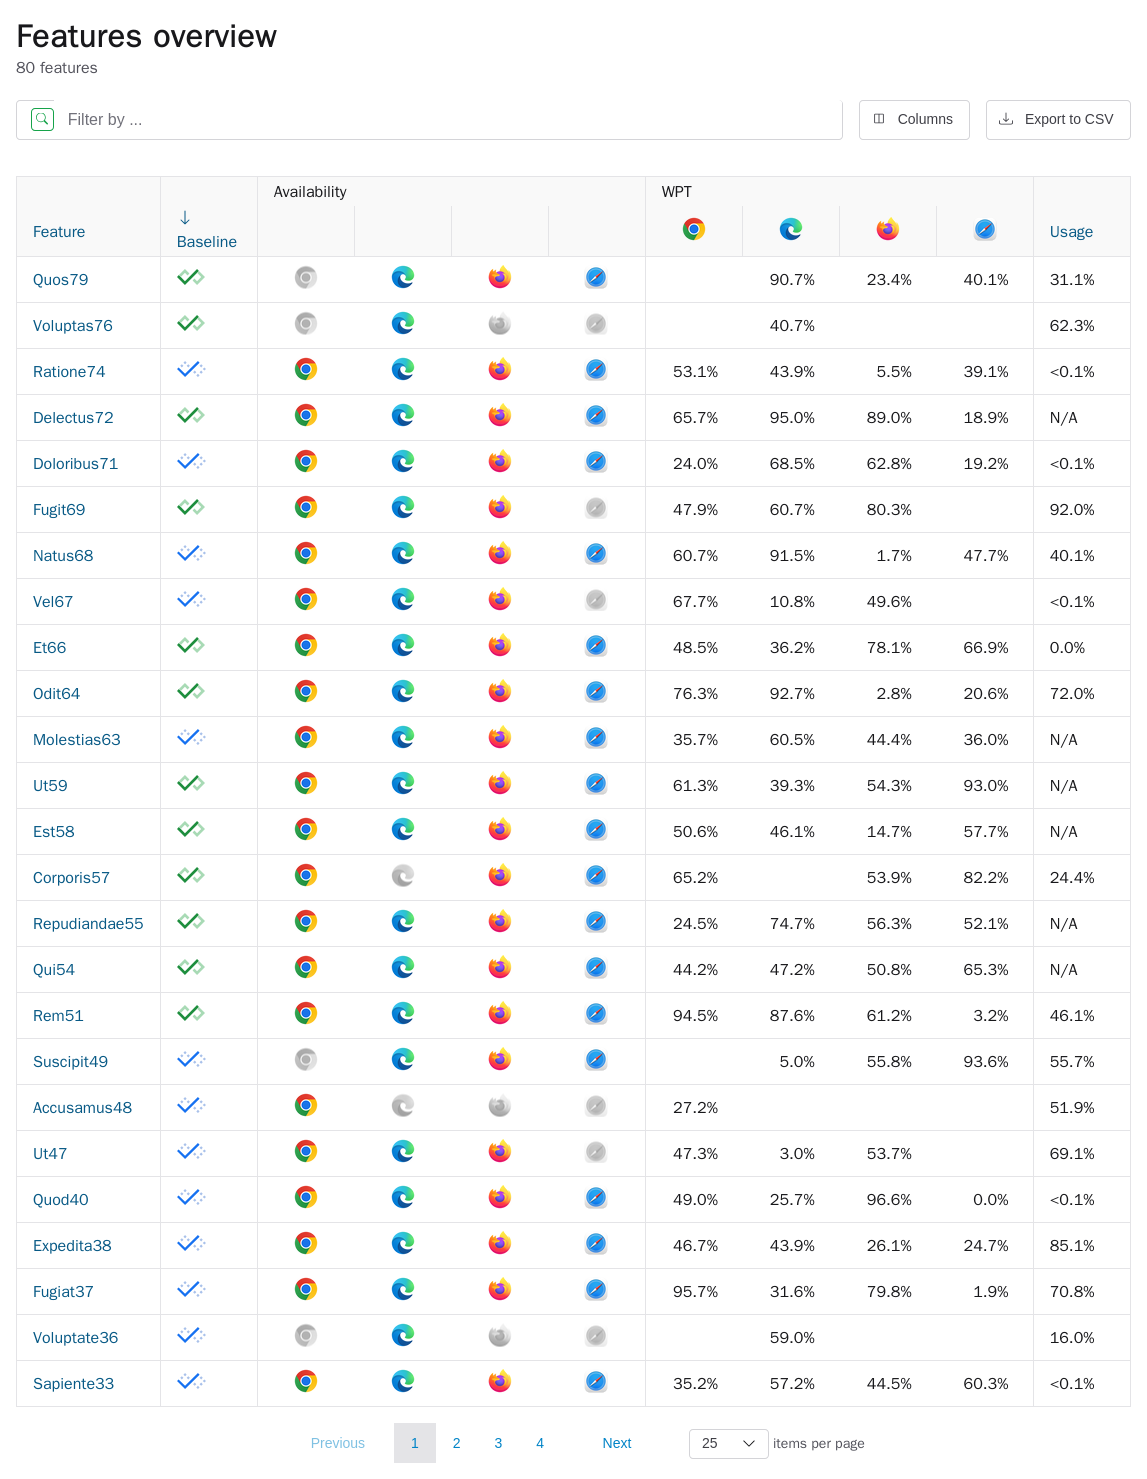 Features overview
80 features
Filter by ...
Columns
Export to CSV
Availability
WPT
Feature
Baseline
Usage
Quos79 90.7% 23.4% 40.1% 31.1%
Voluptas76 40.7% 62.3%
Ratione74 53.1% 43.9% 5.5% 39.1% <0.1%
Delectus72 65.7% 95.0% 89.0% 18.9% N/A
Doloribus71 24.0% 68.5% 62.8% 19.2% <0.1%
Fugit69 47.9% 60.7% 80.3% 92.0%
Natus68 60.7% 91.5% 1.7% 47.7% 40.1%
Vel67 67.7% 10.8% 49.6% <0.1%
Et66 48.5% 36.2% 78.1% 66.9% 0.0%
Odit64 76.3% 92.7% 2.8% 20.6% 72.0%
Molestias63 35.7% 60.5% 44.4% 36.0% N/A
Ut59 61.3% 39.3% 54.3% 93.0% N/A
Est58 50.6% 46.1% 14.7% 57.7% N/A
Corporis57 65.2% 53.9% 82.2% 24.4%
Repudiandae55 24.5% 74.7% 56.3% 52.1% N/A
Qui54 44.2% 47.2% 50.8% 65.3% N/A
Rem51 94.5% 87.6% 61.2% 3.2% 46.1%
Suscipit49 5.0% 55.8% 93.6% 55.7%
Accusamus48 27.2% 51.9%
Ut47 47.3% 3.0% 53.7% 69.1%
Quod40 49.0% 25.7% 96.6% 0.0% <0.1%
Expedita38 46.7% 43.9% 26.1% 24.7% 85.1%
Fugiat37 95.7% 31.6% 79.8% 1.9% 70.8%
Voluptate36 59.0% 16.0%
Sapiente33 35.2% 57.2% 44.5% 60.3% <0.1%
Previous 1 2 3 4 Next 25 items per page